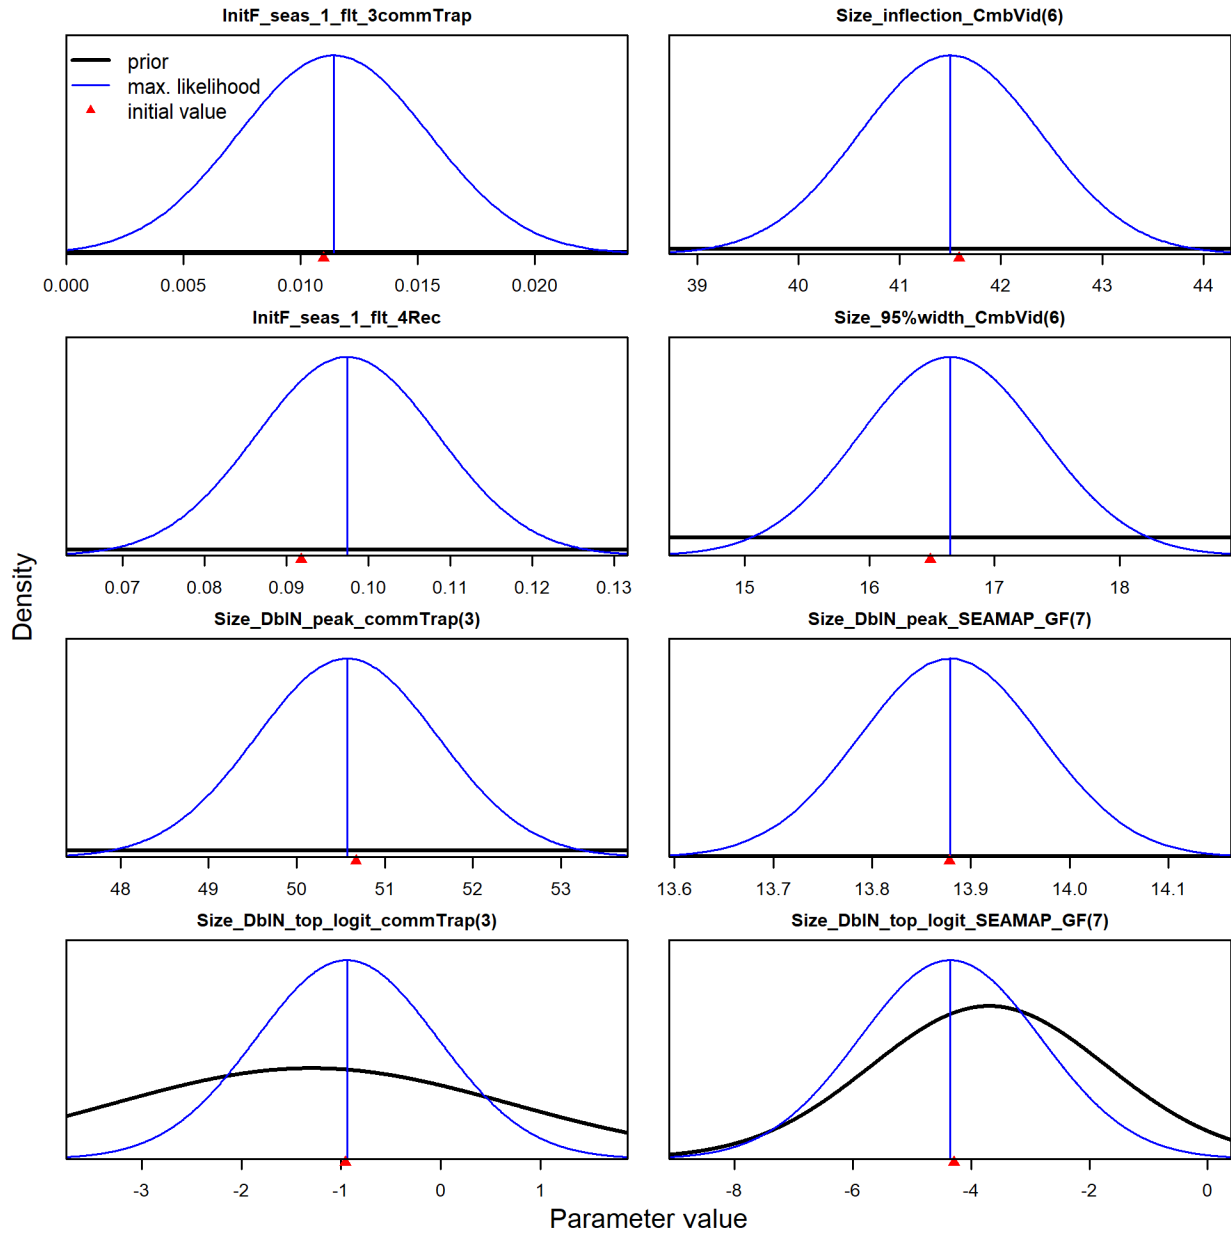 InitF_seas_1_flt_3commTrap
prior
max. likelihood
initial value
0.000 0.005 0.010 0.015 0.020
Size_inflection_CmbVid(6)
39 40 41 42 43 44
InitF_seas_1_flt_4Rec
0.07 0.08 0.09 0.10 0.11 0.12 0.13
Size_95%width_CmbVid(6)
15 16 17 18
Size_DblN_peak_commTrap(3)
48 49 50 51 52 53
Size_DblN_peak_SEAMAP_GF(7)
13.6 13.7 13.8 13.9 14.0 14.1
Size_DblN_top_logit_commTrap(3)
-3 -2 -1 0 1
Size_DblN_top_logit_SEAMAP_GF(7)
-8 -6 -4 -2 0
Density
Parameter value